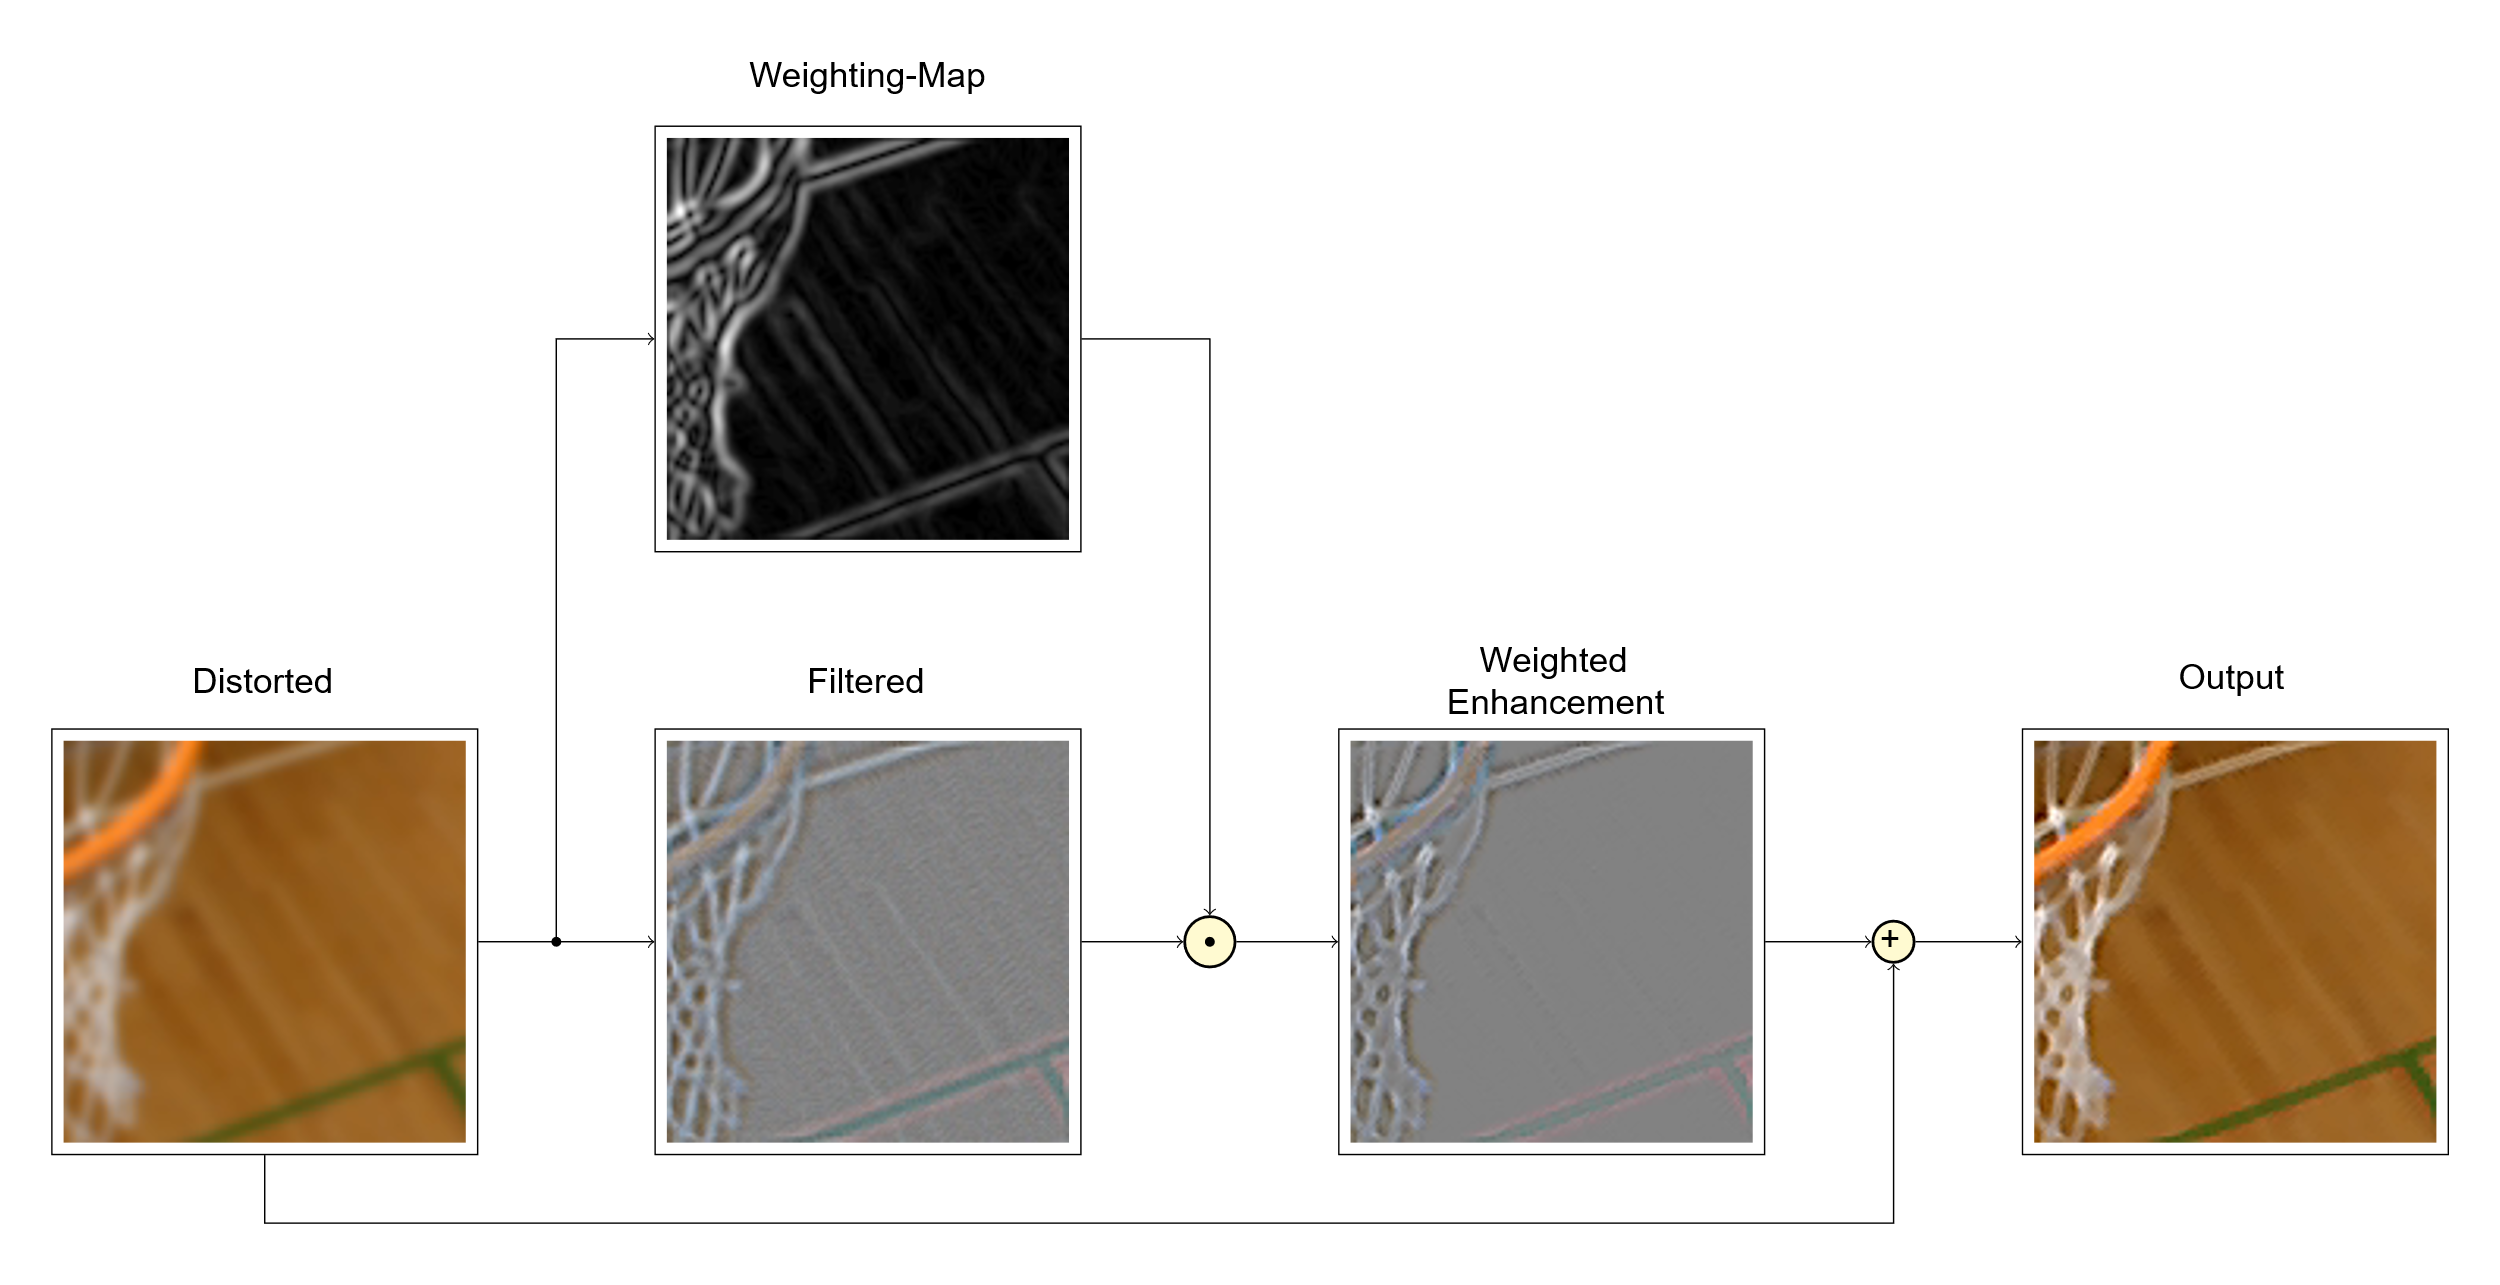 Weighting-Map
Distorted
Filtered
Weighted
Enhancement
Output
+